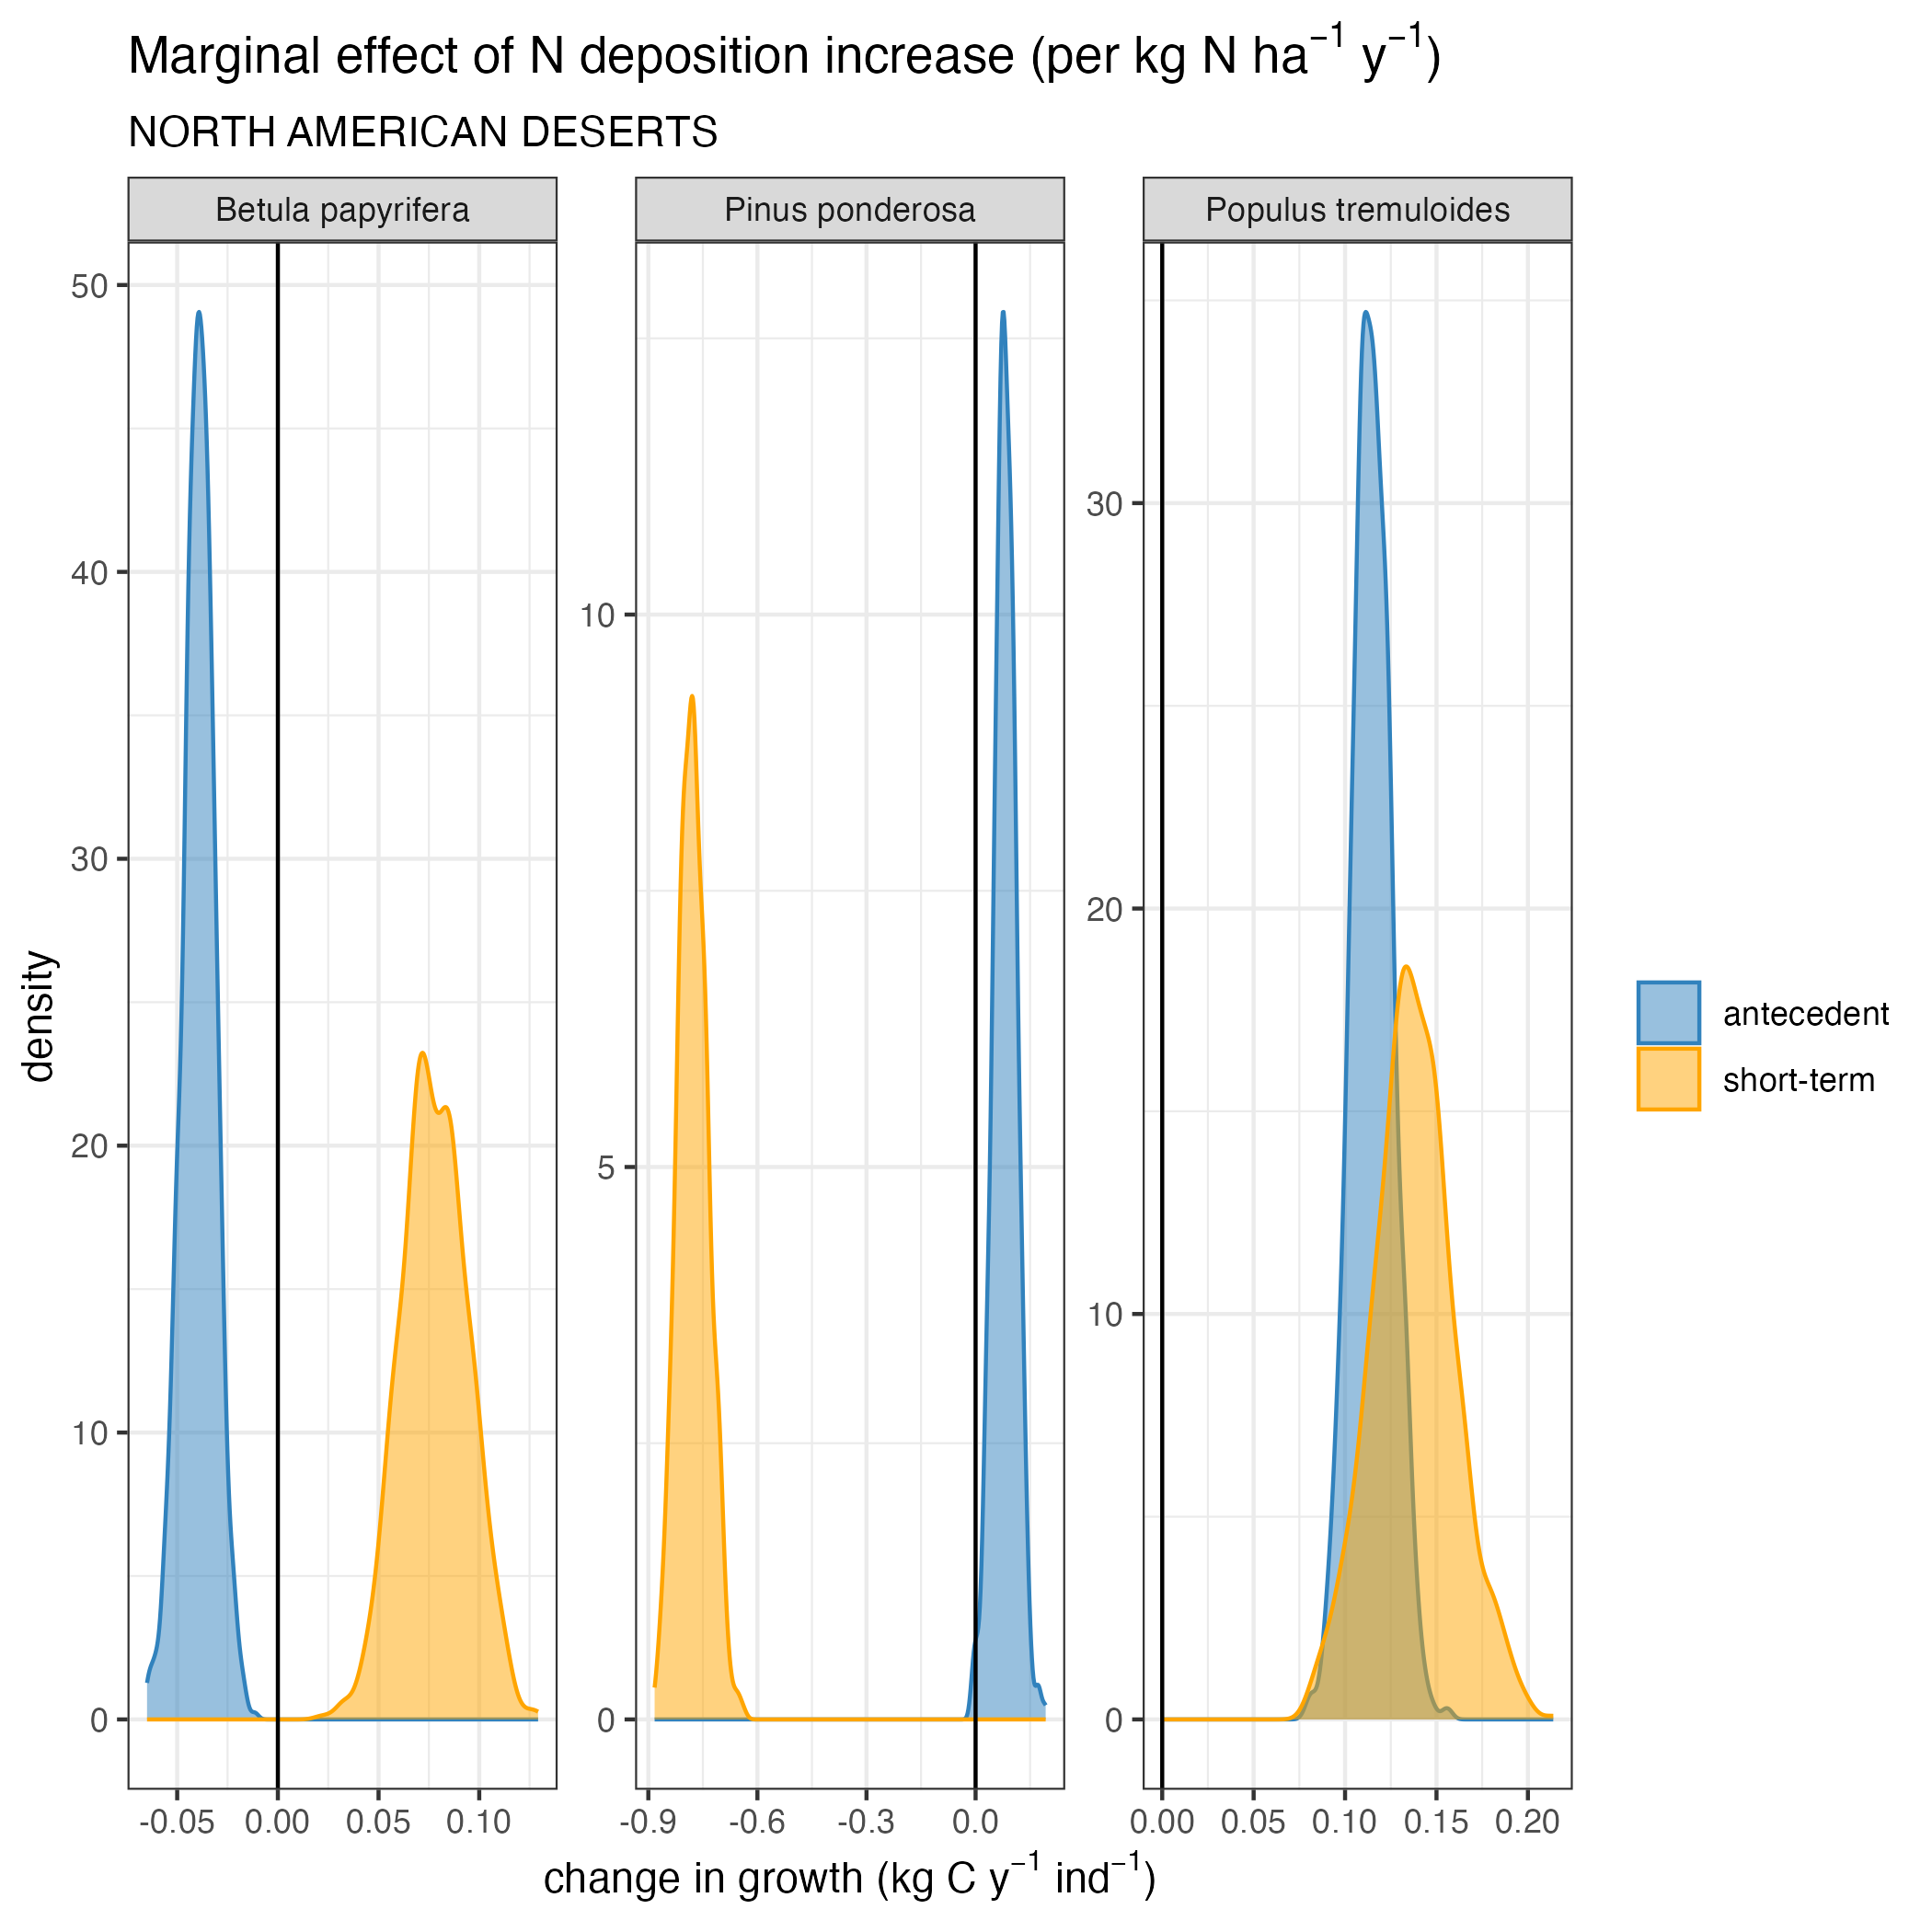 Marginal effect of N deposition increase (per kg N ha⁻¹ y⁻¹)
NORTH AMERICAN DESERTS
Betula papyrifera
Pinus ponderosa
Populus tremuloides
density
50
40
30
20
10
0
10
5
0
30
20
10
0
-0.05 0.00 0.05 0.10
-0.9 -0.6 -0.3 0.0
0.00 0.05 0.10 0.15 0.20
change in growth (kg C y⁻¹ ind⁻¹)
antecedent
short-term